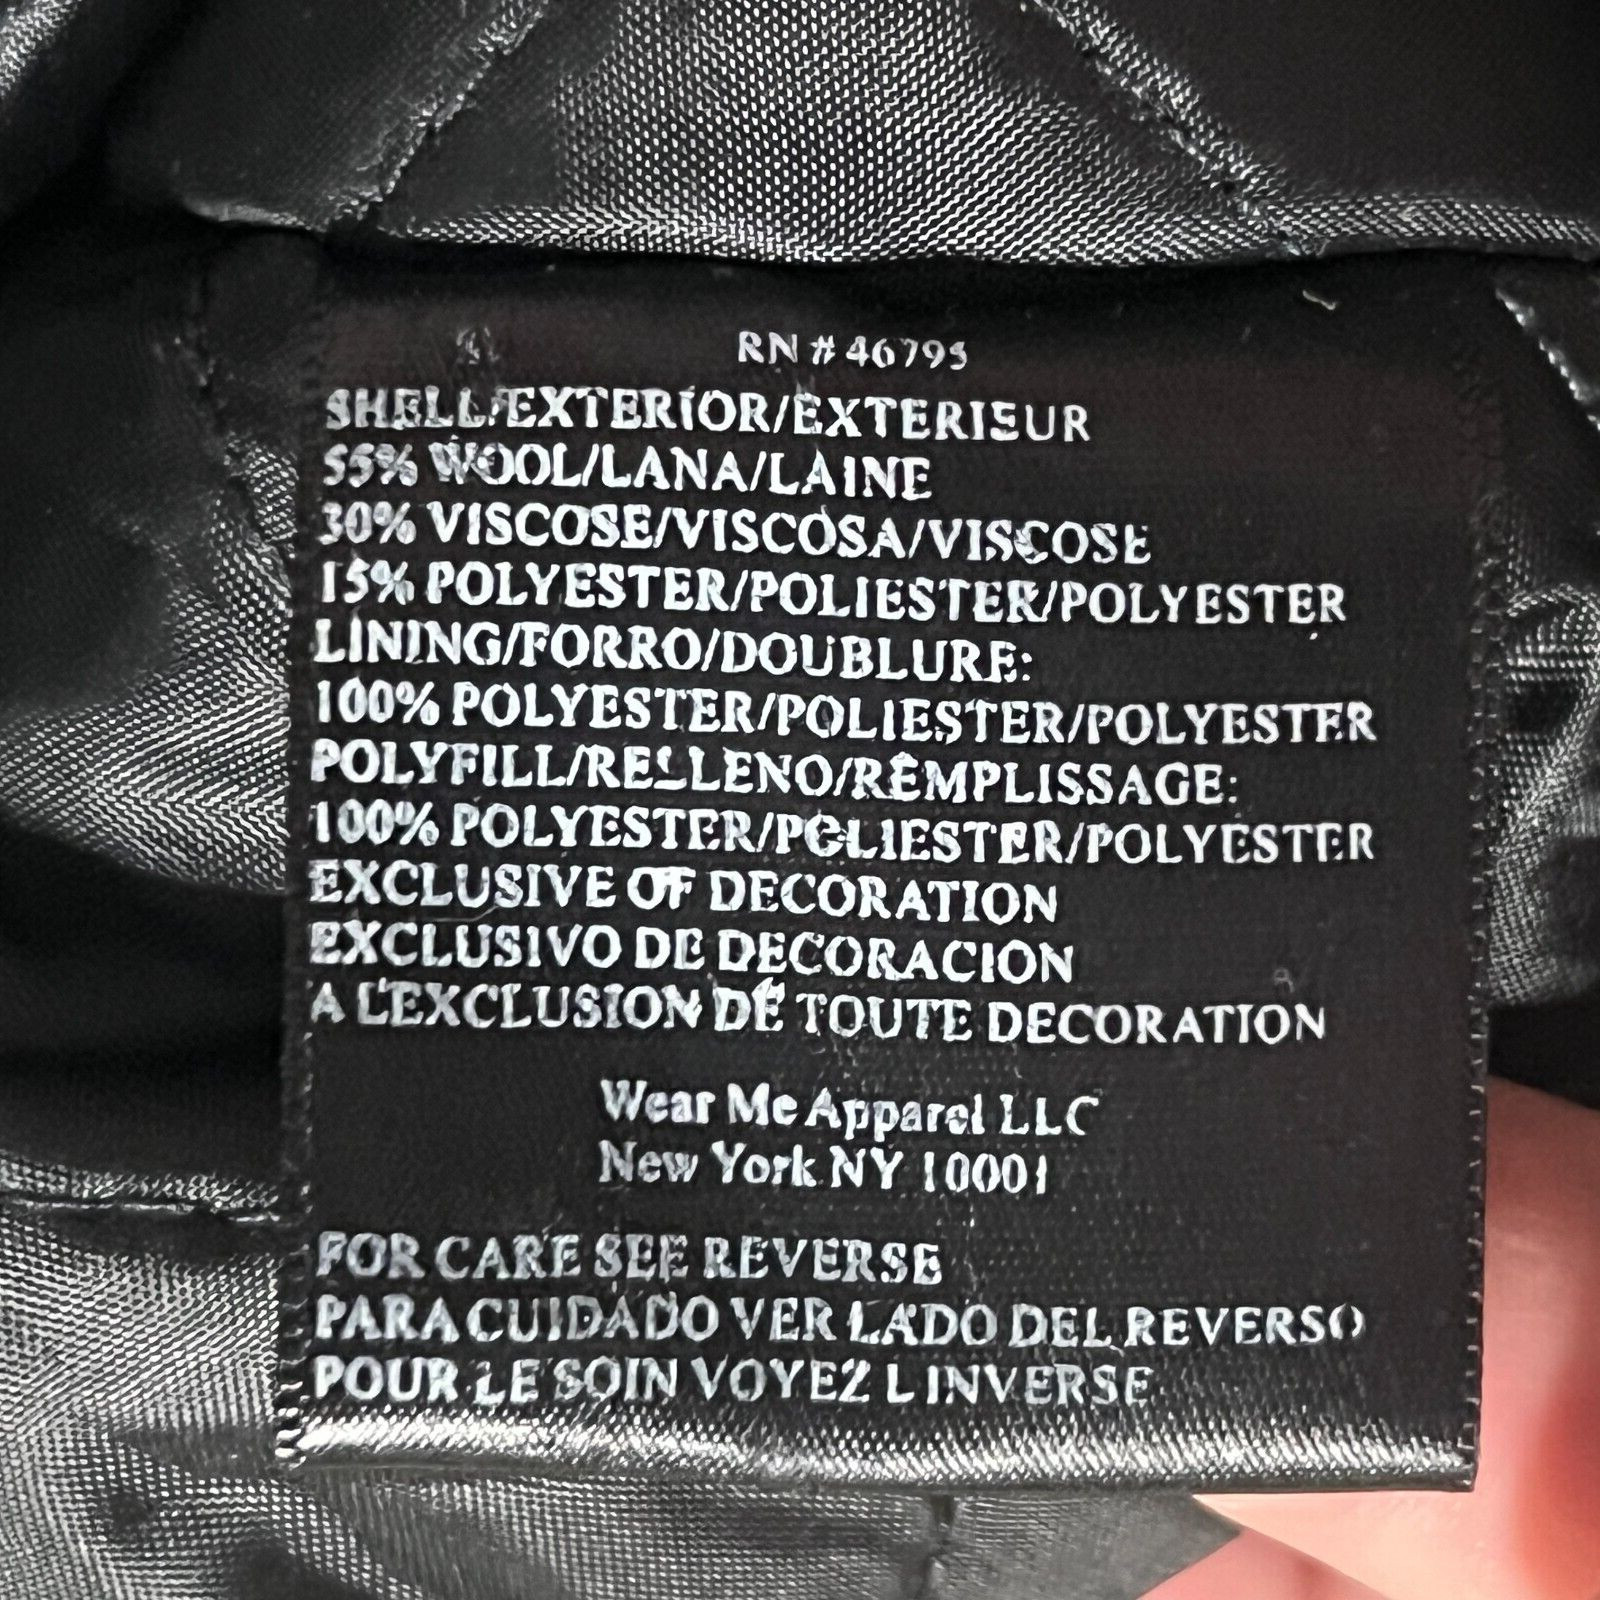 RN # 46795
SHELL/EXTERIOR/EXTERIEUR
55% WOOL/LANA/LAINE
30% VISCOSE/VISCOSA/VISCOSE
15% POLYESTER/POLIESTER/POLYESTER
LINING/FORRO/DOUBLURE:
100% POLYESTER/POLIESTER/POLYESTER
POLYFILL/RELLENO/REMPLISSAGE:
100% POLYESTER/POLIESTER/POLYESTER
EXCLUSIVE OF DECORATION
EXCLUSIVO DE DECORACION
A L'EXCLUSION DE TOUTE DECORATION
Wear Me Apparel LLC
New York NY 10001
FOR CARE SEE REVERSE
PARA CUIDADO VER LADO DEL REVERSO
POUR LE SOIN VOYEZ L INVERSE